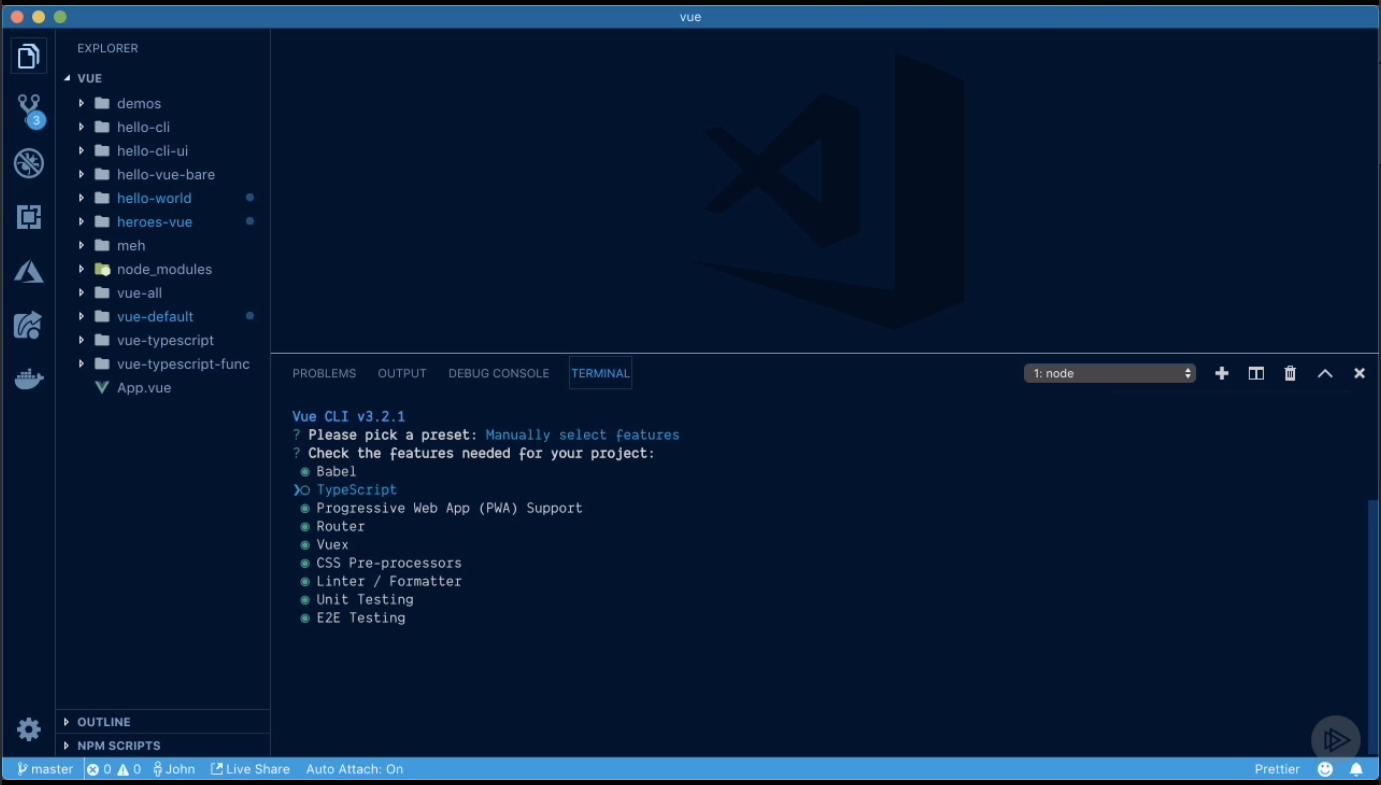 vue
EXPLORER
VUE
demos
hello-cli
hello-cli-ui
hello-vue-bare
hello-world
heroes-vue
meh
node_modules
vue-all
vue-default
vue-typescript
vue-typescript-func
App.vue
3
PROBLEMS OUTPUT DEBUG CONSOLE TERMINAL 1: node
Vue CLI v3.2.1
? Please pick a preset: Manually select features
? Check the features needed for your project:
◉ Babel
❯◯ TypeScript
◉ Progressive Web App (PWA) Support
◉ Router
◉ Vuex
◉ CSS Pre-processors
◉ Linter / Formatter
◉ Unit Testing
◉ E2E Testing
OUTLINE
NPM SCRIPTS
master 0 0 John Live Share Auto Attach: On Prettier